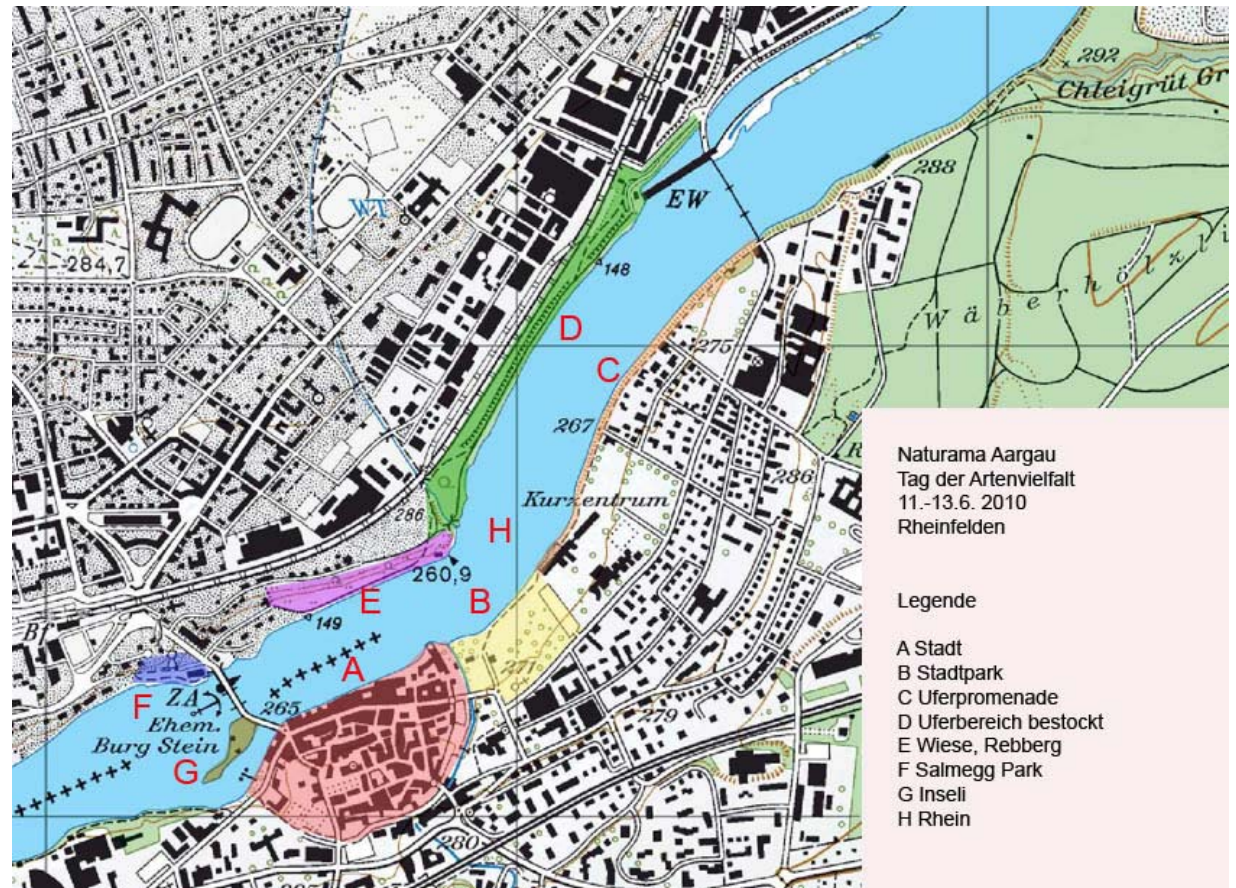 292
Chleigrüt Gr
288
EW
WT
284,7
148
D
C
275
Wäberhölzli
267
286
Kurzentrum
H
286
260,9
B
E
149
Bf
A
271
F
ZA
265
279
Ehem.
Burg Stein
G
280
Naturama Aargau
Tag der Artenvielfalt
11.-13.6. 2010
Rheinfelden
Legende
A Stadt
B Stadtpark
C Uferpromenade
D Uferbereich bestockt
E Wiese, Rebberg
F Salmegg Park
G Inseli
H Rhein